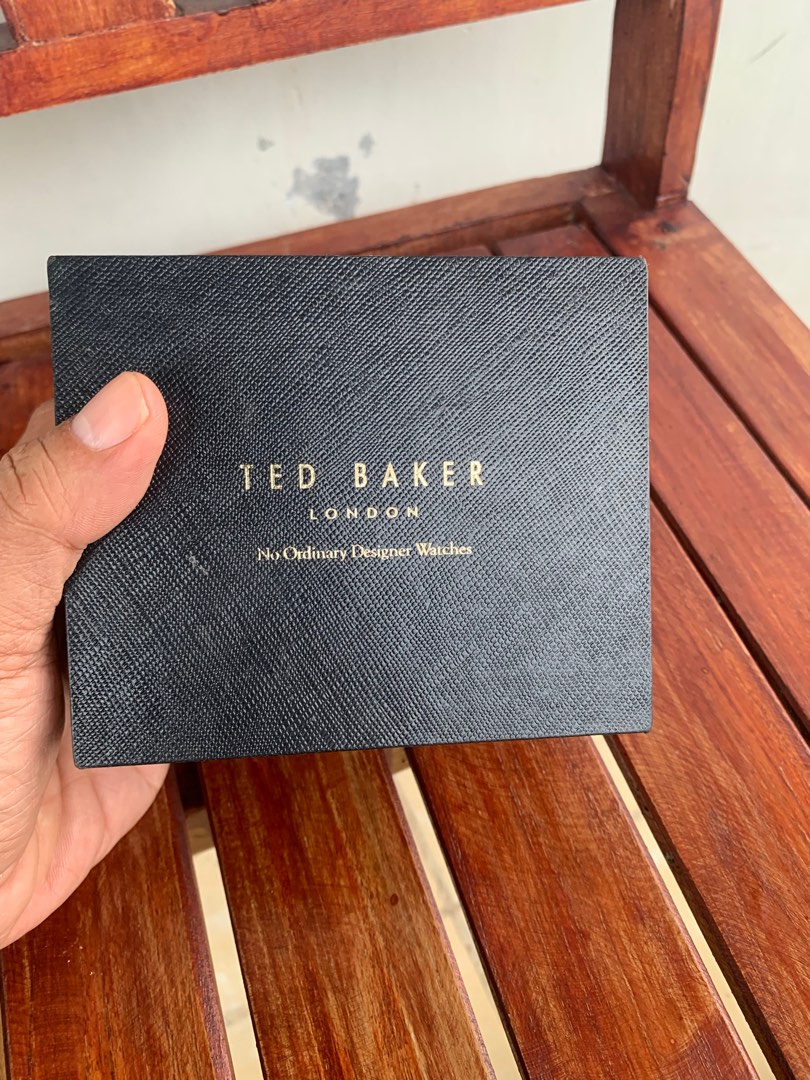 TED BAKER
LONDON
No Ordinary Designer Watches